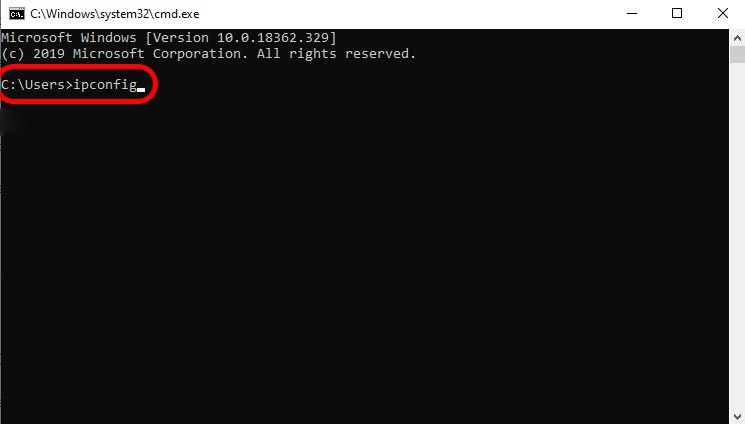 C:\Windows\system32\cmd.exe
Microsoft Windows [Version 10.0.18362.329]
(c) 2019 Microsoft Corporation. All rights reserved.
C:\Users>ipconfig